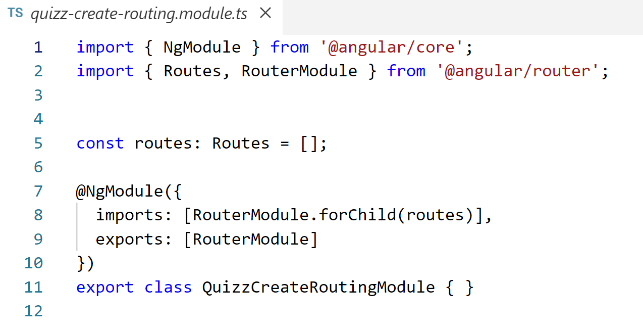 TS quizz-create-routing.module.ts ×
1 import { NgModule } from '@angular/core';
2 import { Routes, RouterModule } from '@angular/router';
3
4
5 const routes: Routes = [];
6
7 @NgModule({
8   imports: [RouterModule.forChild(routes)],
9   exports: [RouterModule]
10 })
11 export class QuizzCreateRoutingModule { }
12